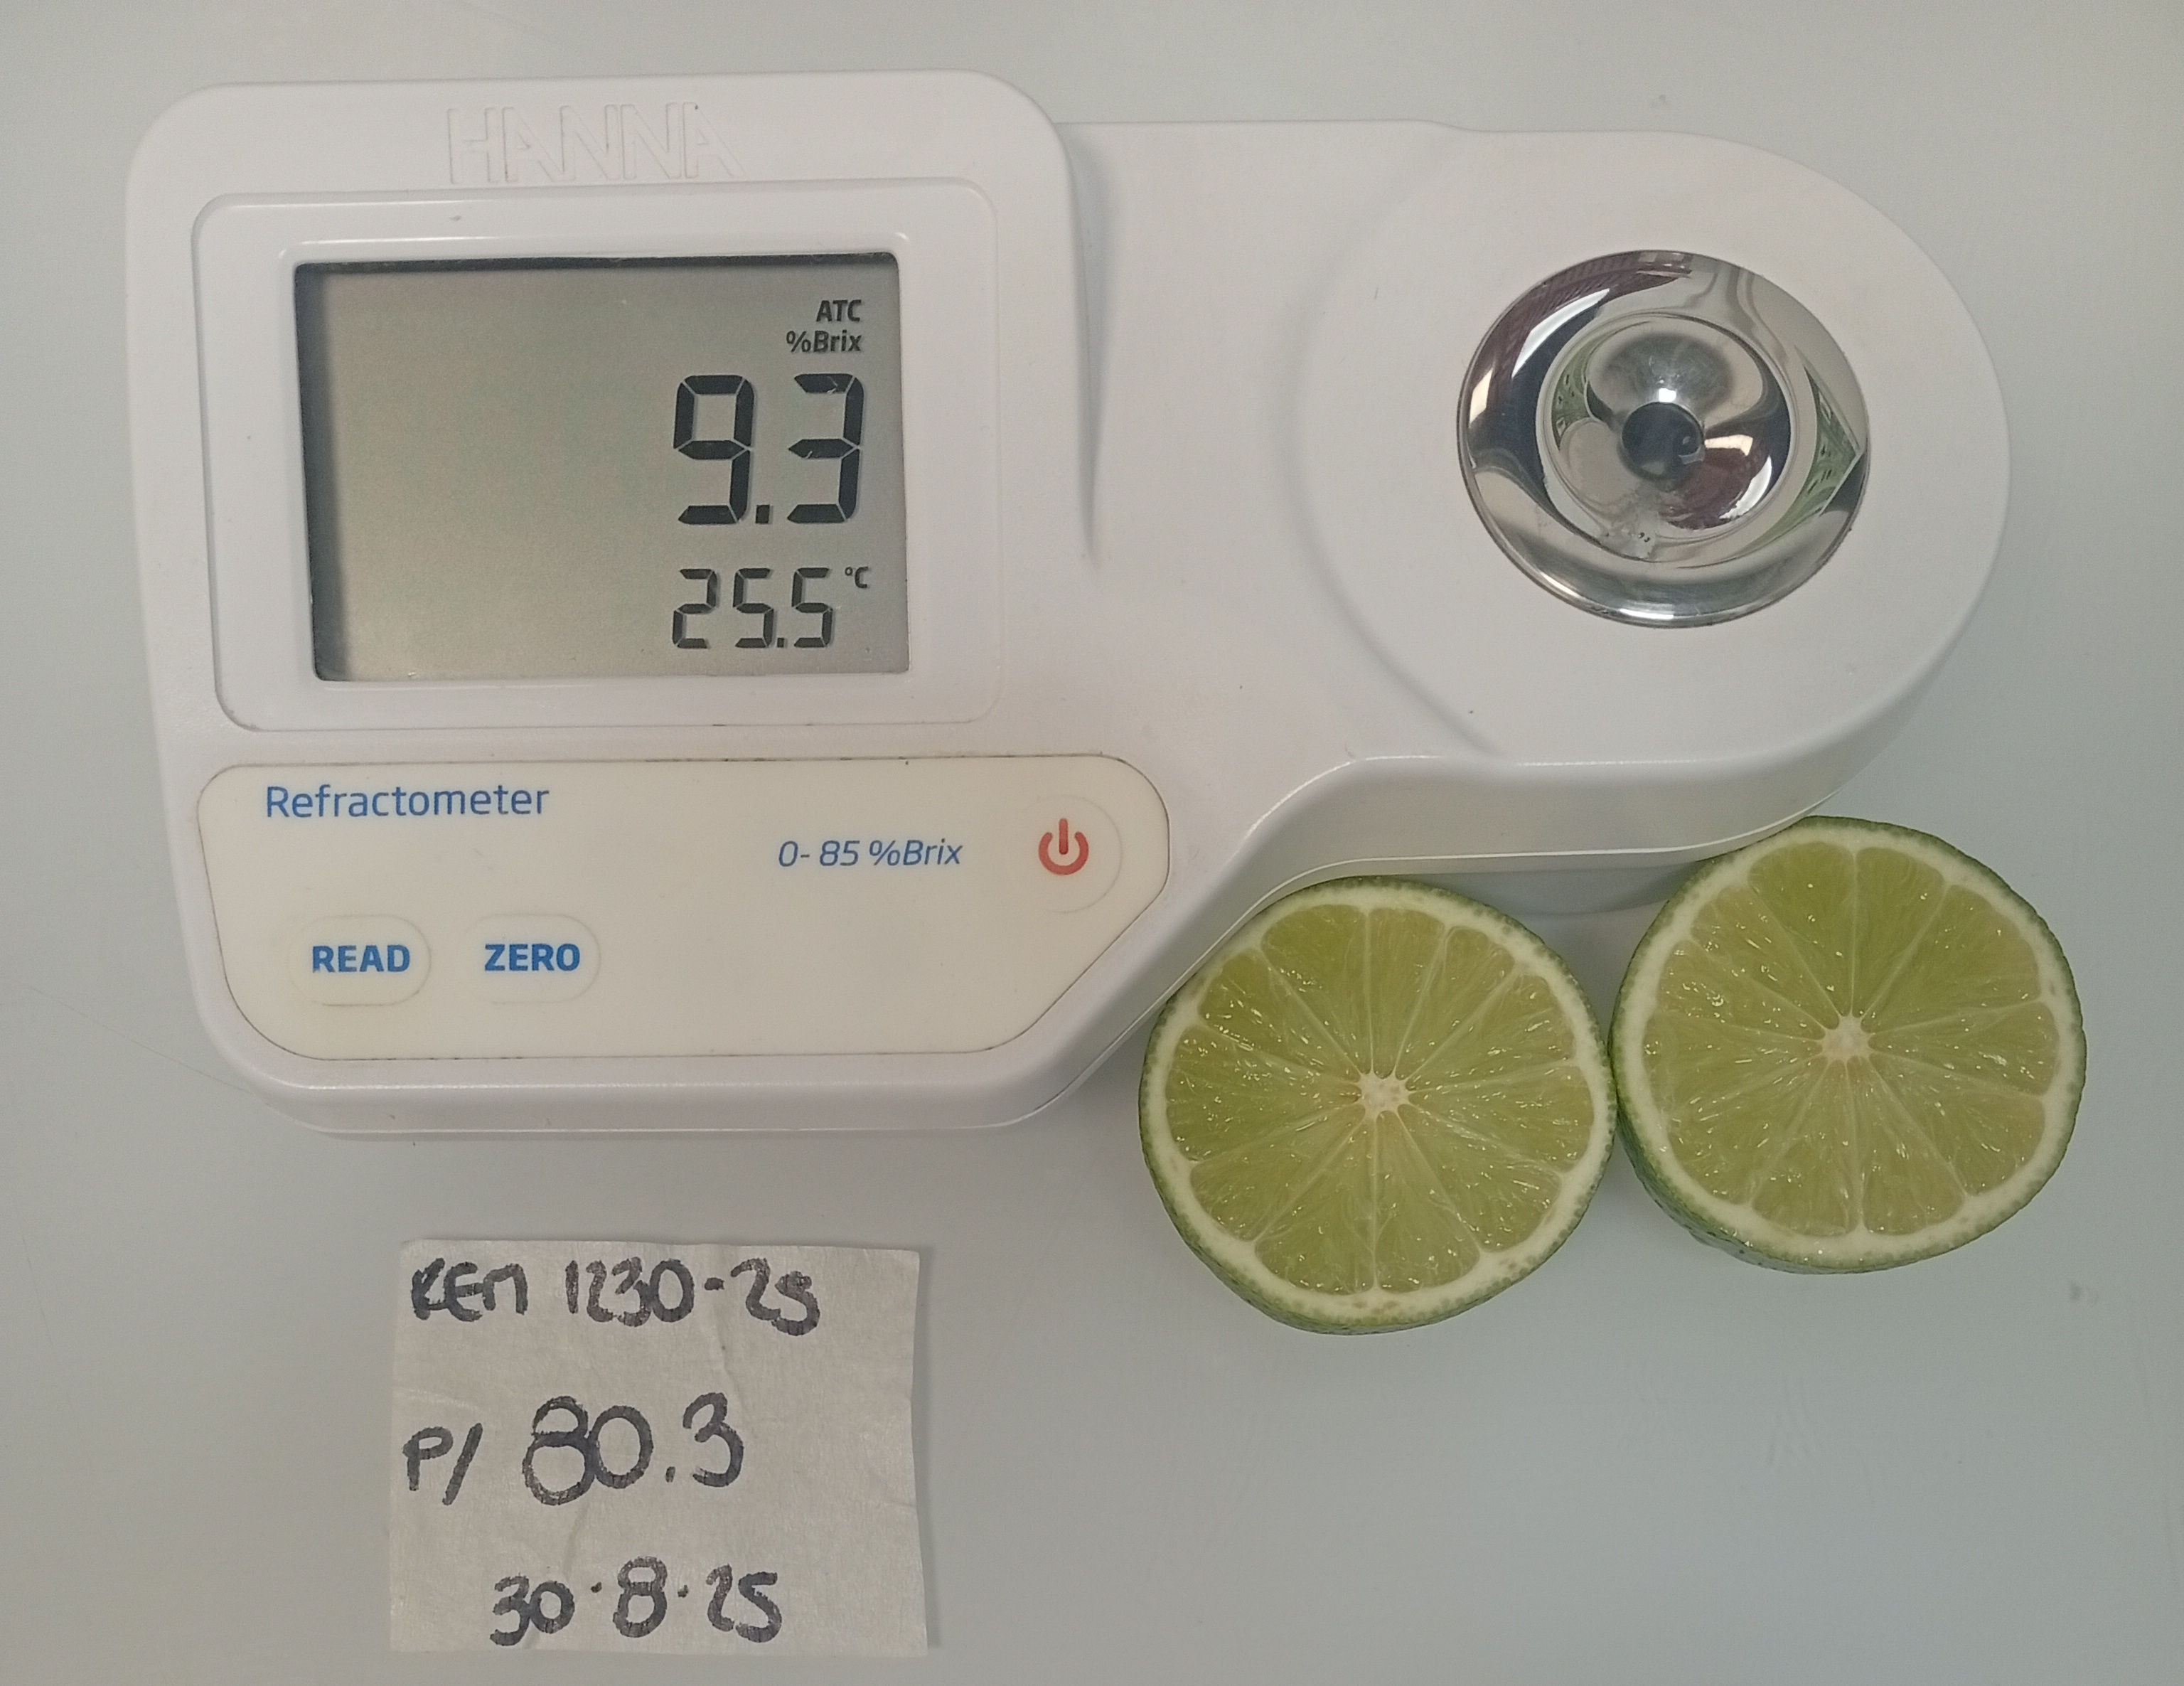 HANNA
ATC
%Brix
9.3
25.5 °C
Refractometer
0- 85 %Brix
READ ZERO
REM 1230-25
P/ 80.3
30·8·25